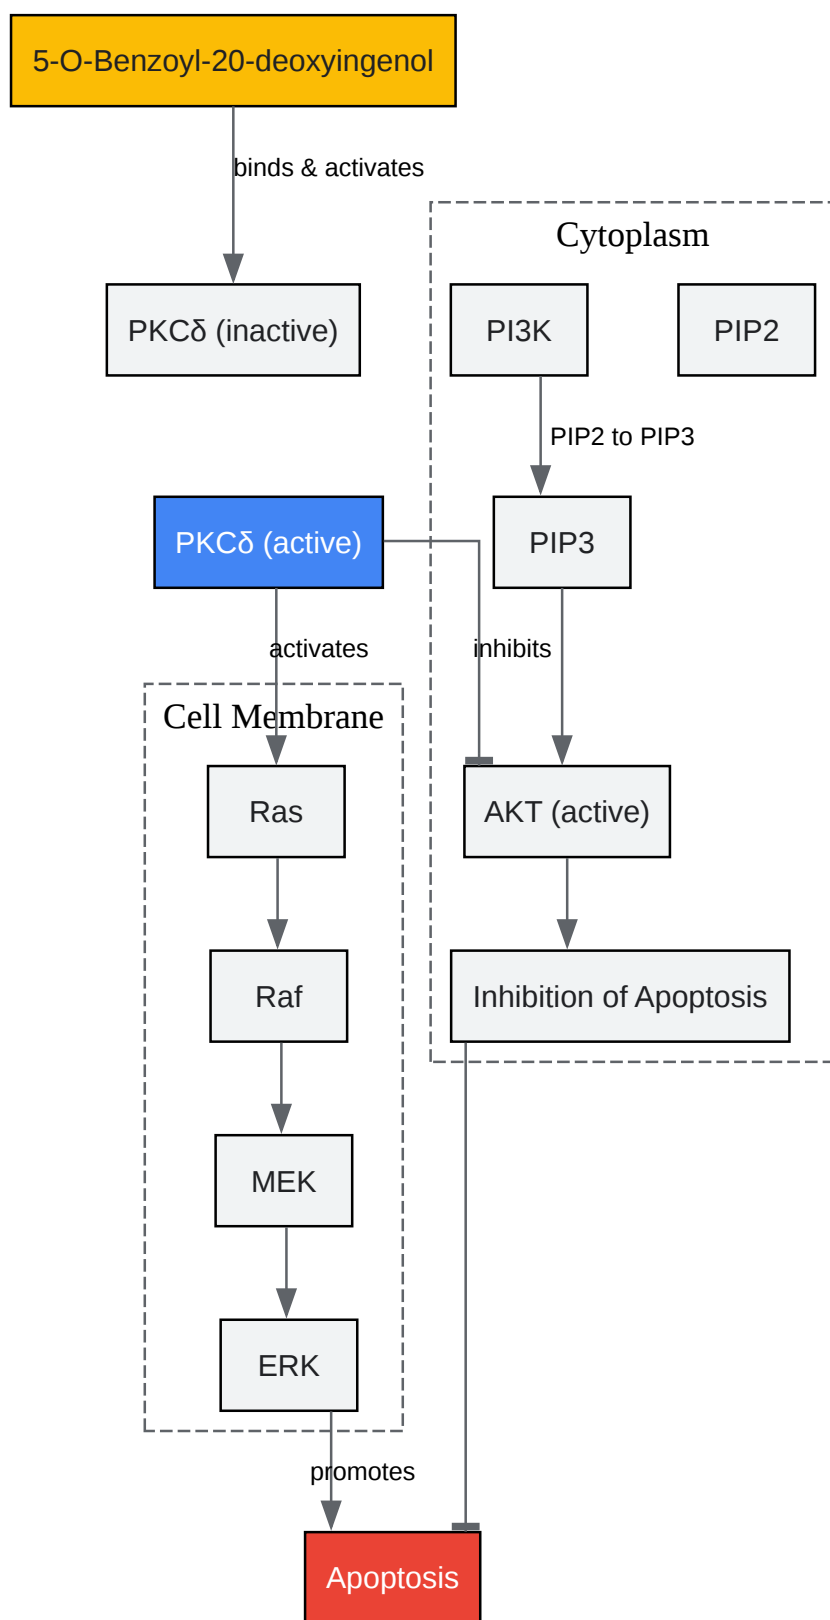 5-O-Benzoyl-20-deoxyingenol
binds & activates
Cytoplasm
PKCδ (inactive)
PI3K
PIP2
PIP2 to PIP3
PKCδ (active)
PIP3
activates
inhibits
Cell Membrane
Ras
AKT (active)
Raf
Inhibition of Apoptosis
MEK
ERK
promotes
Apoptosis